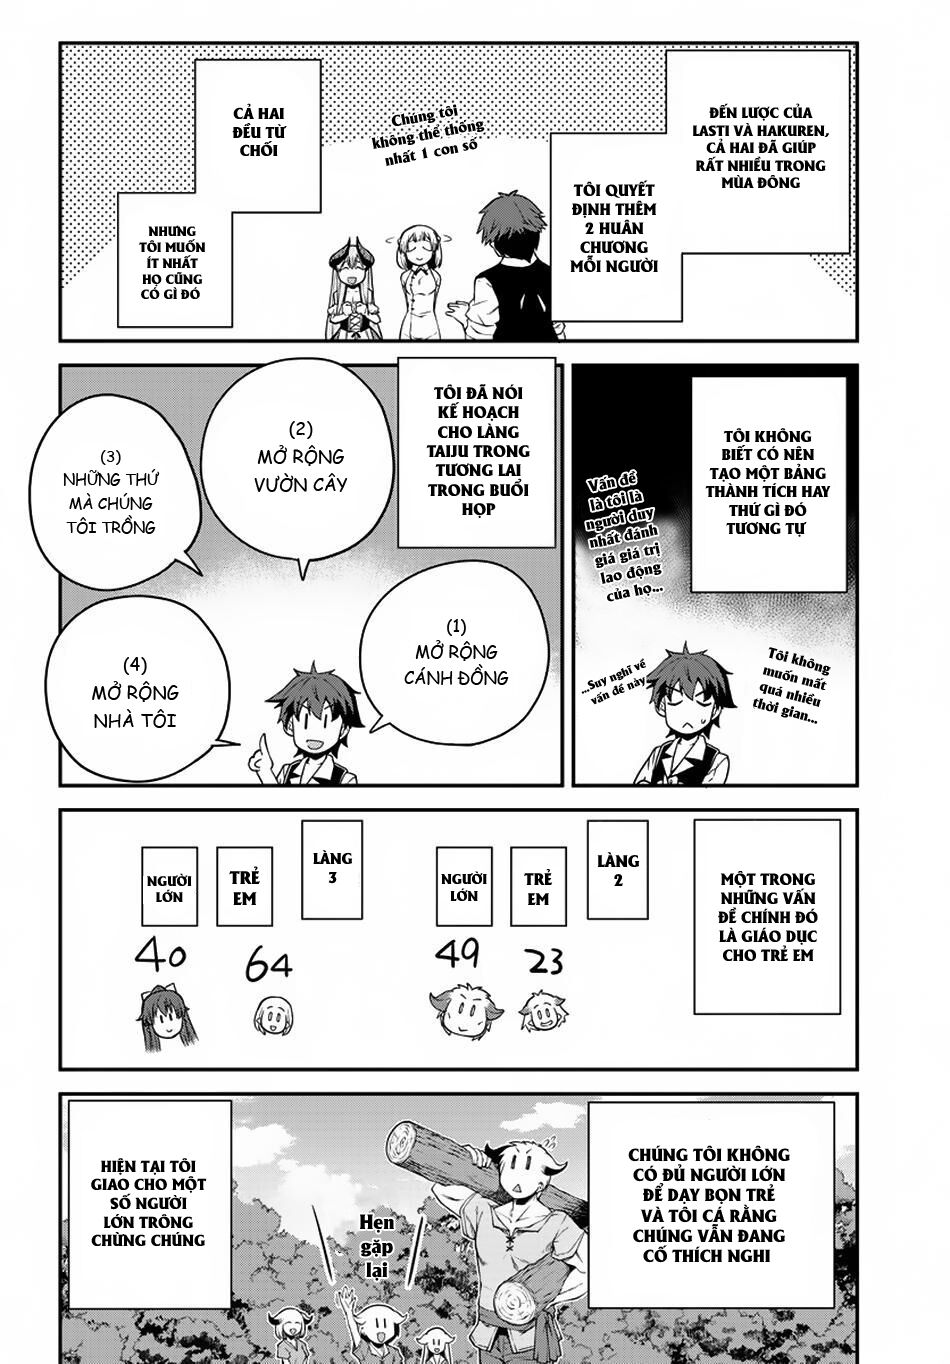 ĐẾN LƯỢC CỦA
LASTI VÀ HAKUREN,
CẢ HAI ĐÃ GIÚP
RẤT NHIỀU TRONG
MÙA ĐÔNG
TÔI QUYẾT
ĐỊNH THÊM
2 HUÂN
CHƯƠNG
MỖI NGƯỜI
Chúng tôi
không thể thống
nhất 1 con số
CẢ HAI
ĐỀU TỪ
CHỐI
NHƯNG
TÔI MUỐN
ÍT NHẤT
HỌ CŨNG
CÓ GÌ ĐÓ
TÔI KHÔNG
BIẾT CÓ NÊN
TẠO MỘT BẢNG
THÀNH TÍCH HAY
THỨ GÌ ĐÓ
TƯƠNG TỰ
Vấn đề
là tôi là
người duy
nhất đánh
giá giá trị
lao động
của họ...
Tôi không
muốn mất
quá nhiều
thời gian...
...Suy nghĩ về
vấn đề này
TÔI ĐÃ NÓI
KẾ HOẠCH
CHO LÀNG
TAIJU TRONG
TƯƠNG LAI
TRONG BUỔI
HỌP
(1)
MỞ RỘNG
CÁNH ĐỒNG
(2)
MỞ RỘNG
VƯỜN CÂY
(3)
NHỮNG THỨ
MÀ CHÚNG
TÔI TRỒNG
(4)
MỞ RỘNG
NHÀ TÔI
MỘT TRONG
NHỮNG VẤN
ĐỀ CHÍNH ĐÓ
LÀ GIÁO DỤC
CHO TRẺ EM
LÀNG
2
TRẺ
EM
23
NGƯỜI
LỚN
49
LÀNG
3
TRẺ
EM
64
NGƯỜI
LỚN
40
CHÚNG TÔI KHÔNG
CÓ ĐỦ NGƯỜI LỚN
ĐỂ DẠY BỌN TRẺ
VÀ TÔI CÁ RẰNG
CHÚNG VẪN ĐANG
CỐ THÍCH NGHI
Hẹn
gặp
lại
HIỆN TẠI TÔI
GIAO CHO MỘT
SỐ NGƯỜI
LỚN TRÔNG
CHỪNG CHÚNG